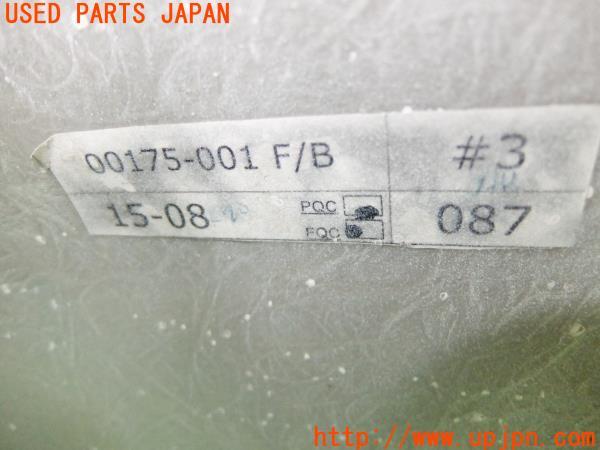 USED PARTS JAPAN
00175-001 F/B
#3
15-08
PQC
FQC
087
http://www.upjpn.com/